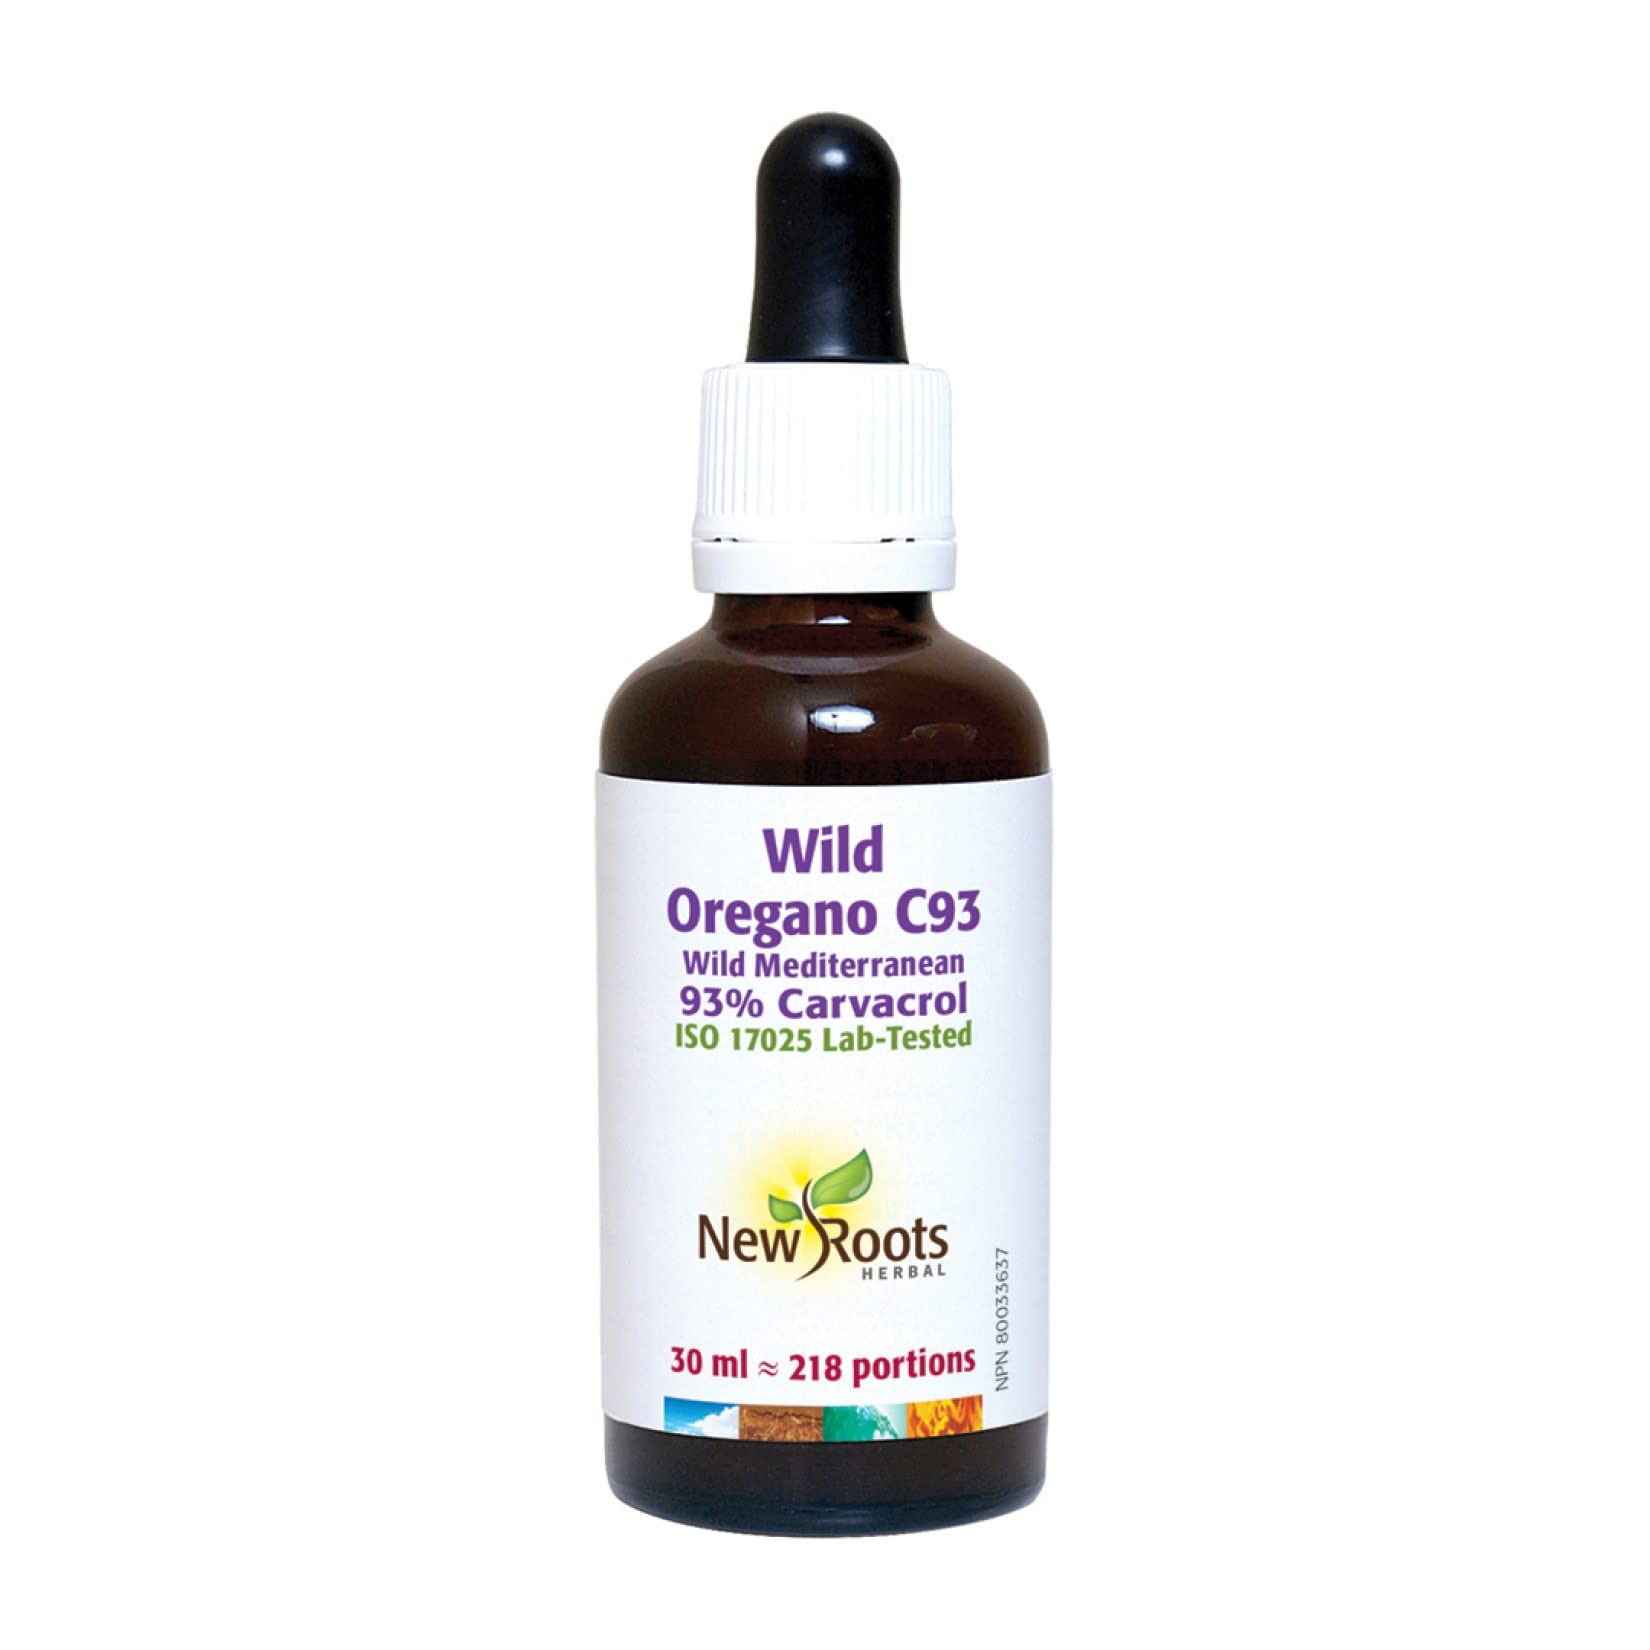 Wild
Oregano C93
Wild Mediterranean
93% Carvacrol
ISO 17025 Lab-Tested
New Roots
HERBAL
NPN 80033637
30 ml ≈ 218 portions